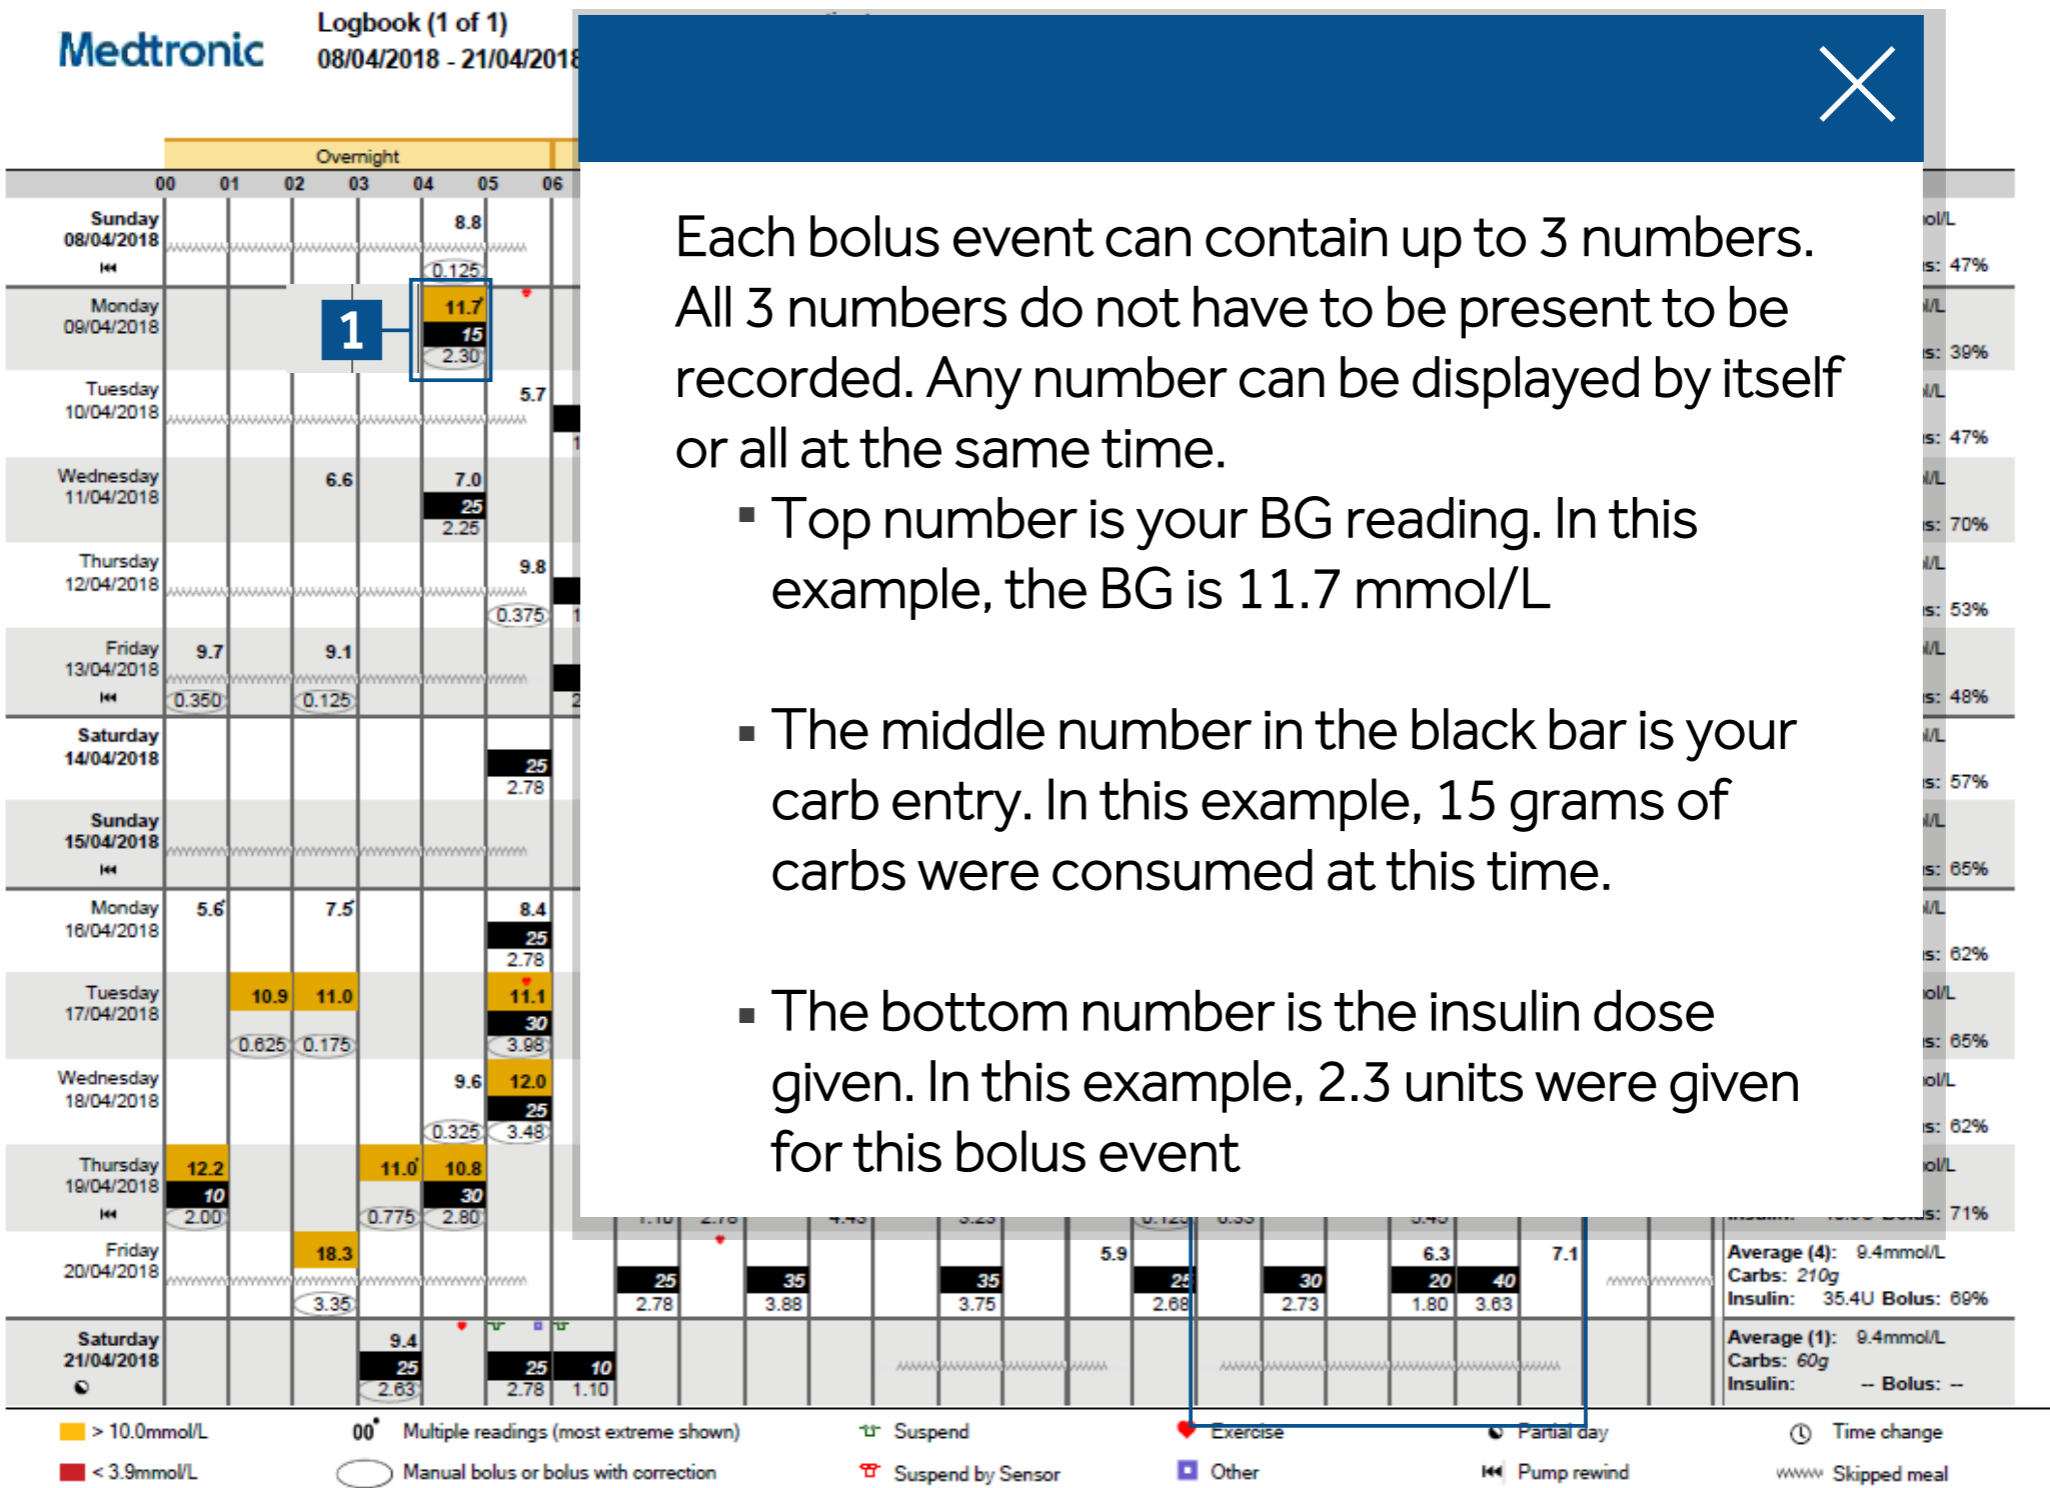 Medtronic
Logbook (1 of 1)
08/04/2018 - 21/04/2018
Overnight
00 01 02 03 04 05 06
Sunday
08/04/2018
8.8
0.125
47%
Monday
09/04/2018
1
11.7
15
2.30
39%
Tuesday
10/04/2018
5.7
47%
Wednesday
11/04/2018
6.6 7.0
25
2.25
70%
Thursday
12/04/2018
9.8
0.375
53%
Friday
13/04/2018
9.7 9.1
0.350 0.125
48%
Saturday
14/04/2018
25
2.78
57%
Sunday
15/04/2018
65%
Monday
16/04/2018
5.6 7.5 8.4
25
2.78
62%
Tuesday
17/04/2018
10.9 11.0 11.1
30
0.625 0.175 3.98
65%
Wednesday
18/04/2018
9.6 12.0
25
0.325 3.48
62%
Thursday
19/04/2018
12.2 11.0 10.8
10 30
2.00 0.775 2.80
71%
Each bolus event can contain up to 3 numbers.
All 3 numbers do not have to be present to be
recorded. Any number can be displayed by itself
or all at the same time.
▪ Top number is your BG reading. In this
example, the BG is 11.7 mmol/L
▪ The middle number in the black bar is your
carb entry. In this example, 15 grams of
carbs were consumed at this time.
▪ The bottom number is the insulin dose
given. In this example, 2.3 units were given
for this bolus event
Friday
20/04/2018
18.3 5.9 6.3 7.1
25 35 35 25 30 20 40
3.35 2.78 3.88 3.75 2.68 2.73 1.80 3.63
Average (4): 9.4mmol/L
Carbs: 210g
Insulin: 35.4U Bolus: 69%
Saturday
21/04/2018
9.4
25 25 10
2.63 2.78 1.10
Average (1): 9.4mmol/L
Carbs: 60g
Insulin: -- Bolus: --
> 10.0mmol/L
00 Multiple readings (most extreme shown)
Suspend
Exercise
Partial day
Time change
< 3.9mmol/L
Manual bolus or bolus with correction
Suspend by Sensor
Other
Pump rewind
Skipped meal